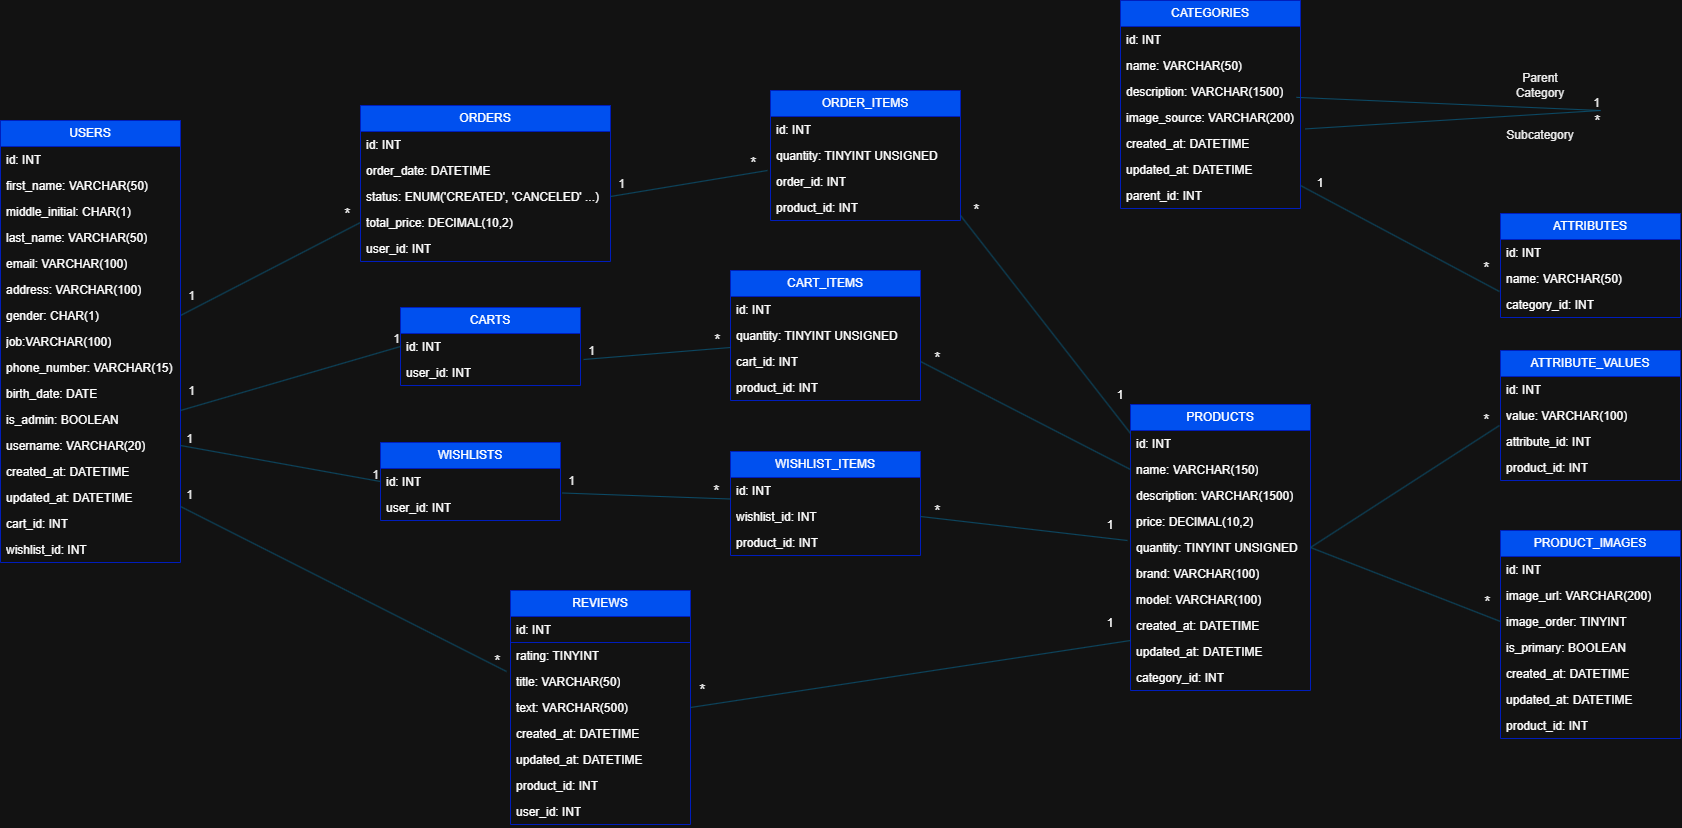 USERS
id: INT
first_name: VARCHAR(50)
middle_initial: CHAR(1)
last_name: VARCHAR(50)
email: VARCHAR(100)
address: VARCHAR(100)
gender: CHAR(1)
job:VARCHAR(100)
phone_number: VARCHAR(15)
birth_date: DATE
is_admin: BOOLEAN
username: VARCHAR(20)
created_at: DATETIME
updated_at: DATETIME
cart_id: INT
wishlist_id: INT
1
*
1
1
1
1
1
*
ORDERS
id: INT
order_date: DATETIME
status: ENUM('CREATED', 'CANCELED' ...)
total_price: DECIMAL(10,2)
user_id: INT
1
*
CARTS
id: INT
user_id: INT
1
*
WISHLISTS
id: INT
user_id: INT
1
*
REVIEWS
id: INT
rating: TINYINT
title: VARCHAR(50)
text: VARCHAR(500)
created_at: DATETIME
updated_at: DATETIME
product_id: INT
user_id: INT
*
1
ORDER_ITEMS
id: INT
quantity: TINYINT UNSIGNED
order_id: INT
product_id: INT
*
1
CART_ITEMS
id: INT
quantity: TINYINT UNSIGNED
cart_id: INT
product_id: INT
*
WISHLIST_ITEMS
id: INT
wishlist_id: INT
product_id: INT
*
1
CATEGORIES
id: INT
name: VARCHAR(50)
description: VARCHAR(1500)
image_source: VARCHAR(200)
created_at: DATETIME
updated_at: DATETIME
parent_id: INT
Parent
Category
1
*
Subcategory
1
*
PRODUCTS
id: INT
name: VARCHAR(150)
description: VARCHAR(1500)
price: DECIMAL(10,2)
quantity: TINYINT UNSIGNED
brand: VARCHAR(100)
model: VARCHAR(100)
created_at: DATETIME
updated_at: DATETIME
category_id: INT
*
*
ATTRIBUTES
id: INT
name: VARCHAR(50)
category_id: INT
ATTRIBUTE_VALUES
id: INT
value: VARCHAR(100)
attribute_id: INT
product_id: INT
PRODUCT_IMAGES
id: INT
image_url: VARCHAR(200)
image_order: TINYINT
is_primary: BOOLEAN
created_at: DATETIME
updated_at: DATETIME
product_id: INT